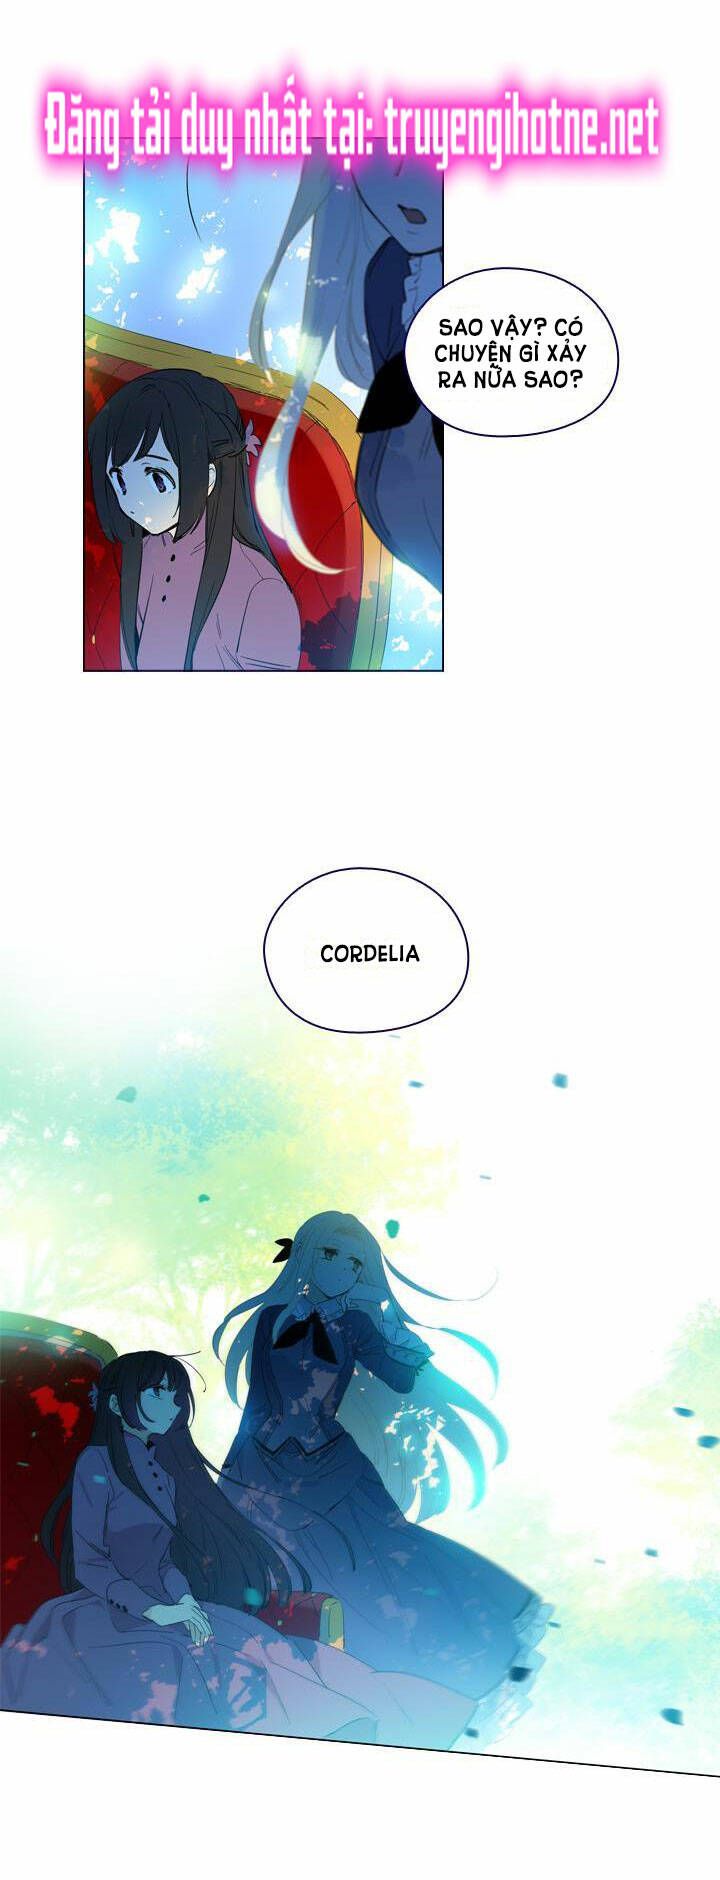 Đăng tải duy nhất tại: truyengihotne.net
SAO VẬY? CÓ
CHUYỆN GÌ XẢY
RA NỮA SAO?
CORDELIA